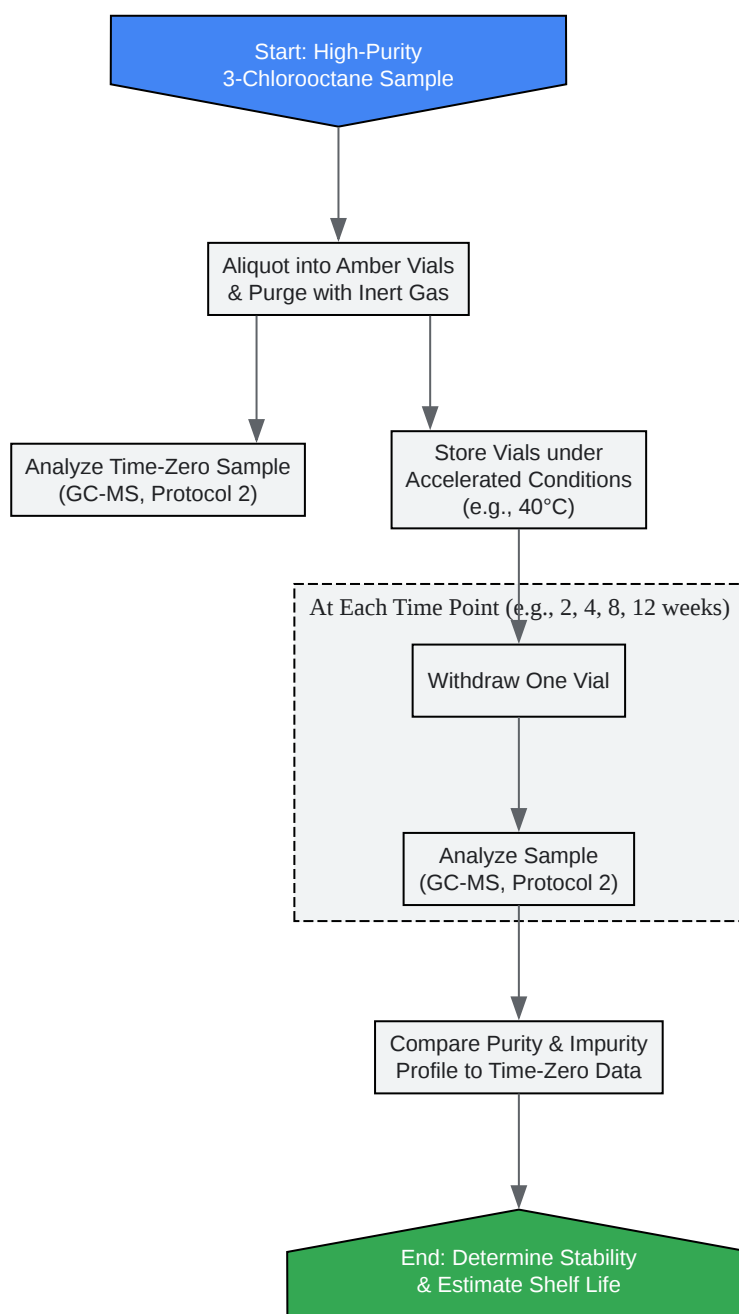 Start: High-Purity
3-Chlorooctane Sample
Aliquot into Amber Vials
& Purge with Inert Gas
Analyze Time-Zero Sample
(GC-MS, Protocol 2)
Store Vials under
Accelerated Conditions
(e.g., 40°C)
At Each Time Point (e.g., 2, 4, 8, 12 weeks)
Withdraw One Vial
Analyze Sample
(GC-MS, Protocol 2)
Compare Purity & Impurity
Profile to Time-Zero Data
End: Determine Stability
& Estimate Shelf Life